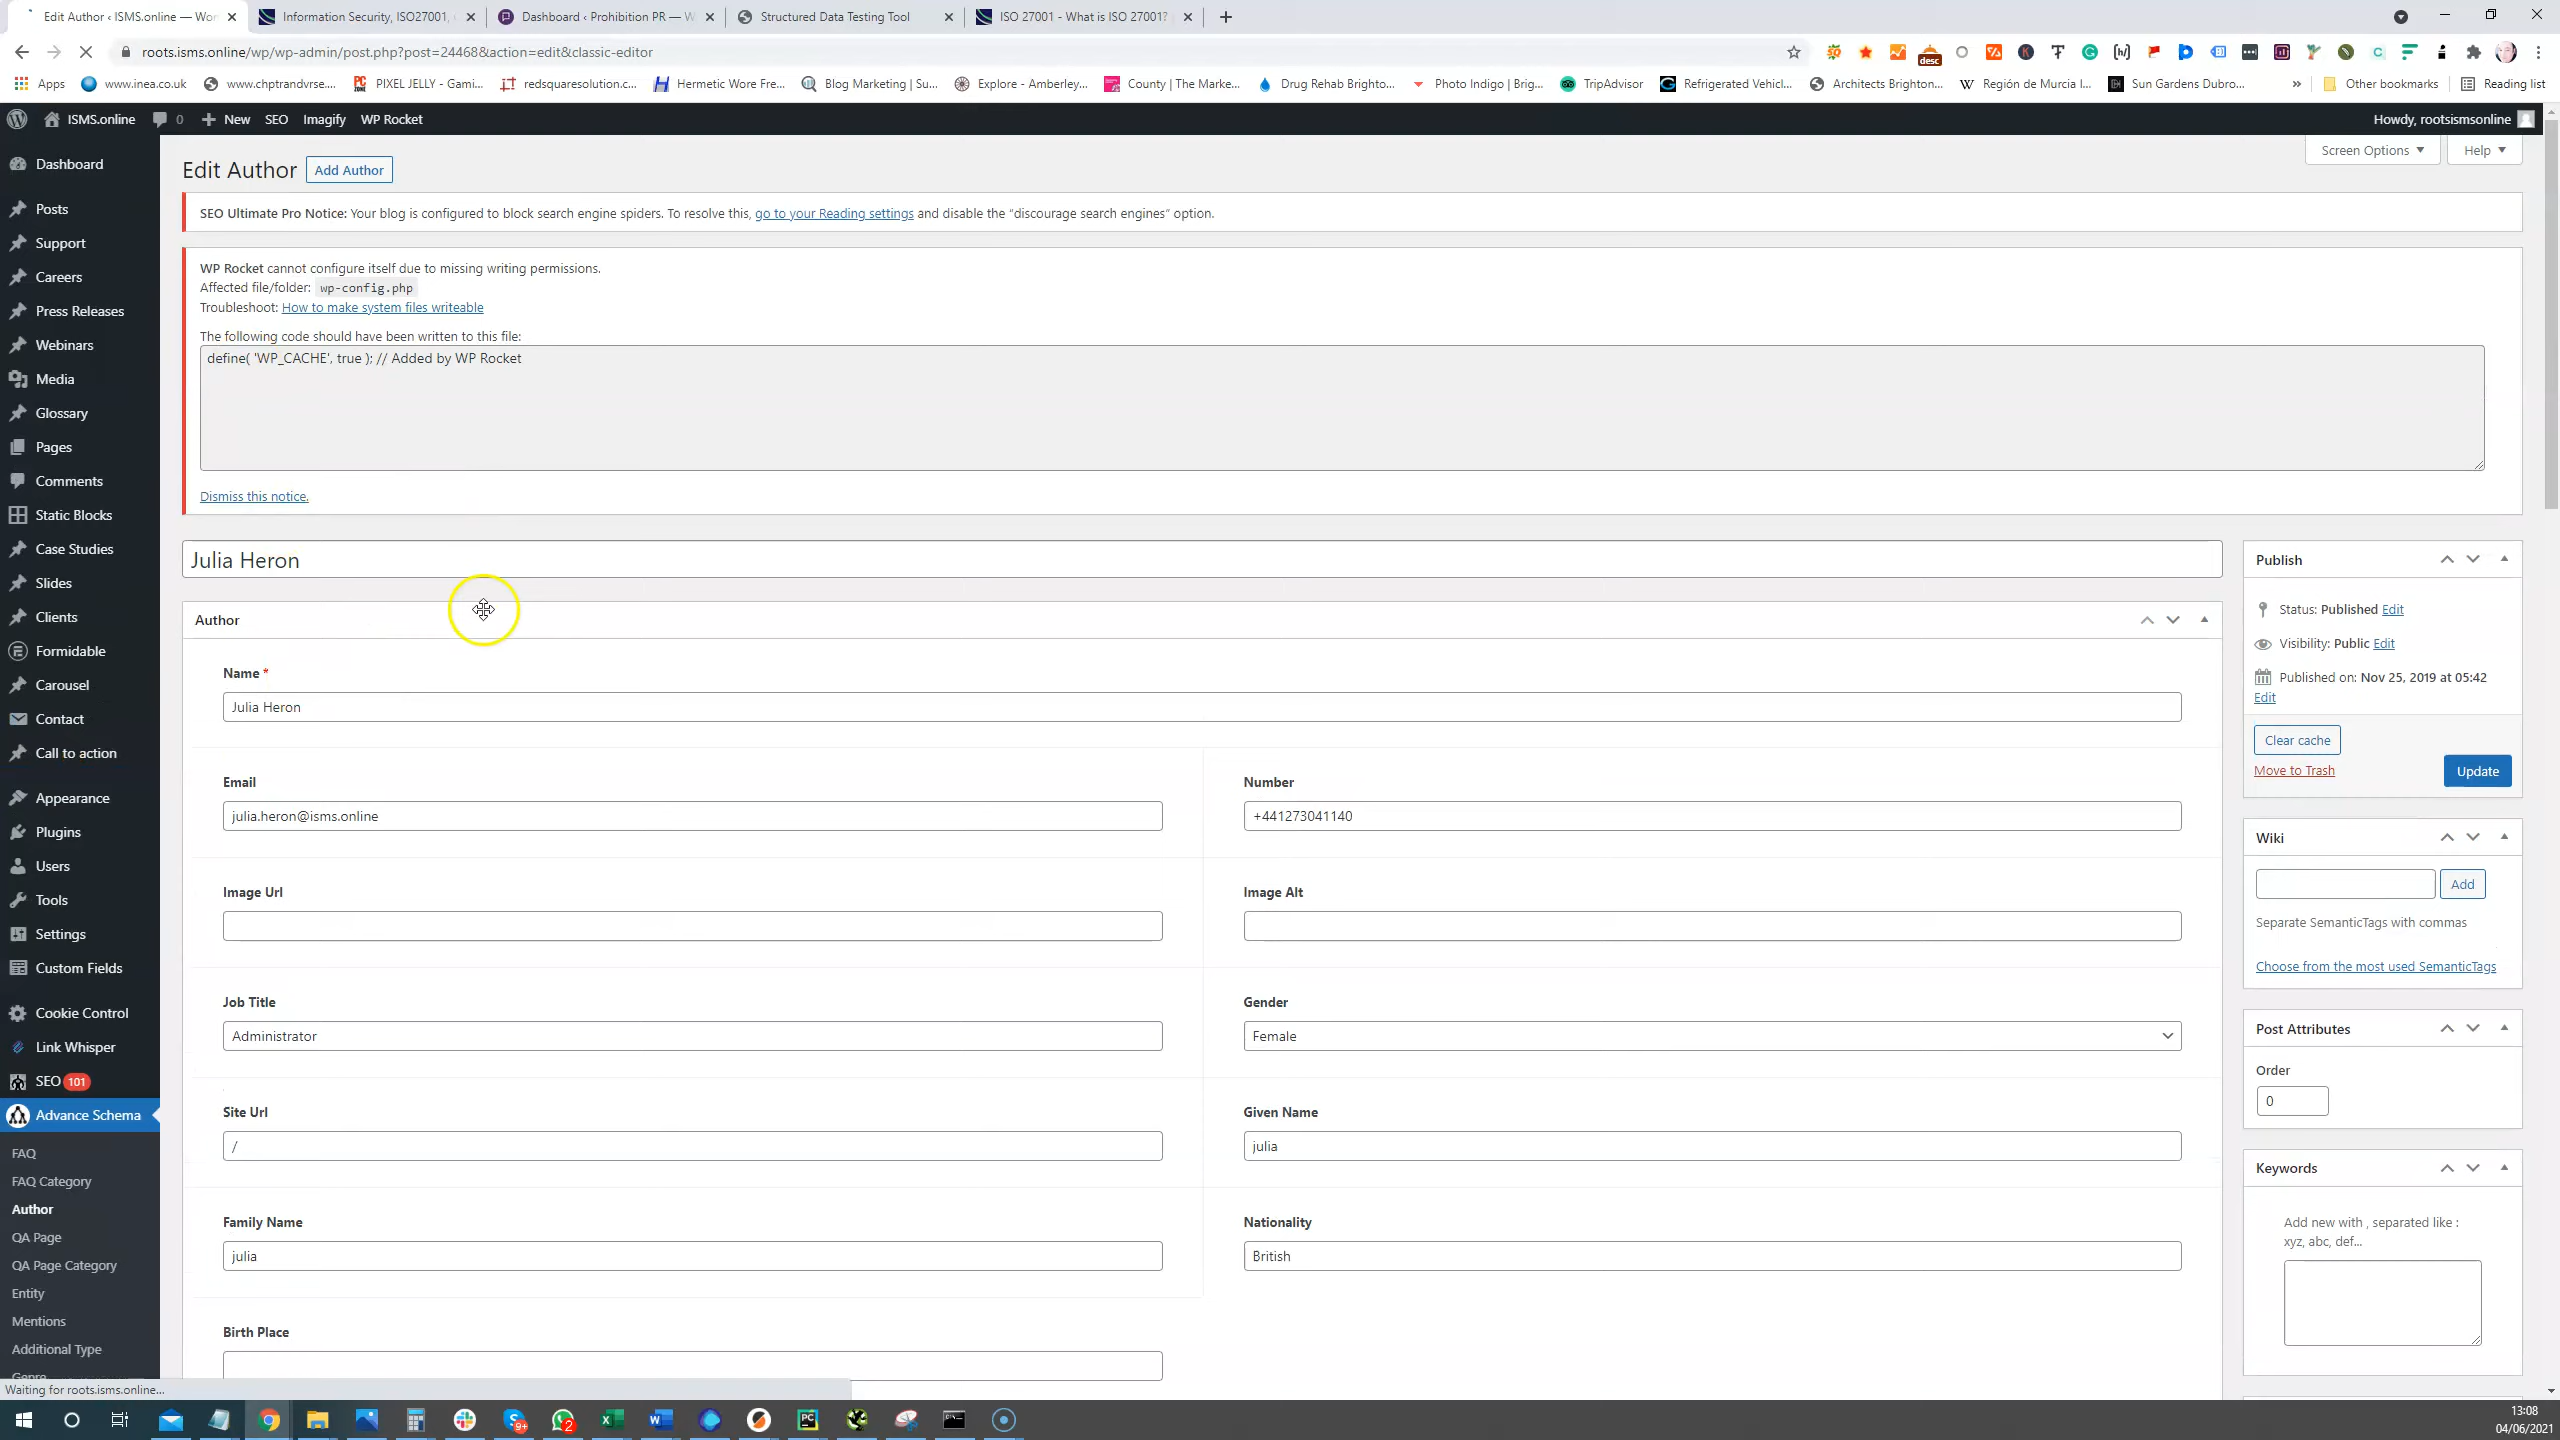 Edit Author ‹ ISMS.online — Wor
Information Security, ISO27001,
Dashboard ‹ Prohibition PR — W
Structured Data Testing Tool
ISO 27001 - What is ISO 27001?
roots.isms.online/wp/wp-admin/post.php?post=24468&action=edit&classic-editor
desc
Apps
www.inea.co.uk
www.chptrandvrse....
PIXEL JELLY - Gami...
redsquaresolution.c...
Hermetic Wore Fre...
Blog Marketing | Su...
Explore - Amberley...
County | The Marke...
Drug Rehab Brighto...
Photo Indigo | Brig...
TripAdvisor
Refrigerated Vehicl...
Architects Brighton...
Región de Murcia I...
Sun Gardens Dubro...
»
Other bookmarks
Reading list
ISMS.online
0
New
SEO
Imagify
WP Rocket
Howdy, rootsismsonline
Dashboard
Posts
Support
Careers
Press Releases
Webinars
Media
Glossary
Pages
Comments
Static Blocks
Case Studies
Slides
Clients
Formidable
Carousel
Contact
Call to action
Appearance
Plugins
Users
Tools
Settings
Custom Fields
Cookie Control
Link Whisper
SEO 101
Advance Schema
FAQ
FAQ Category
Author
QA Page
QA Page Category
Entity
Mentions
Additional Type
Genre
Screen Options
Help
Edit Author
Add Author
SEO Ultimate Pro Notice: Your blog is configured to block search engine spiders. To resolve this, go to your Reading settings and disable the “discourage search engines” option.
WP Rocket cannot configure itself due to missing writing permissions.
Affected file/folder: wp-config.php
Troubleshoot: How to make system files writeable
The following code should have been written to this file:
define( 'WP_CACHE', true ); // Added by WP Rocket
Dismiss this notice.
Julia Heron
Author
Name *
Julia Heron
Email
julia.heron@isms.online
Number
+441273041140
Image Url
Image Alt
Job Title
Administrator
Gender
Female
Site Url
/
Given Name
julia
Family Name
julia
Nationality
British
Birth Place
Publish
Status: Published Edit
Visibility: Public Edit
Published on: Nov 25, 2019 at 05:42
Edit
Clear cache
Move to Trash
Update
Wiki
Add
Separate SemanticTags with commas
Choose from the most used SemanticTags
Post Attributes
Order
0
Keywords
Add new with , separated like :
xyz, abc, def...
Waiting for roots.isms.online...
9+
2
13:08
04/06/2021